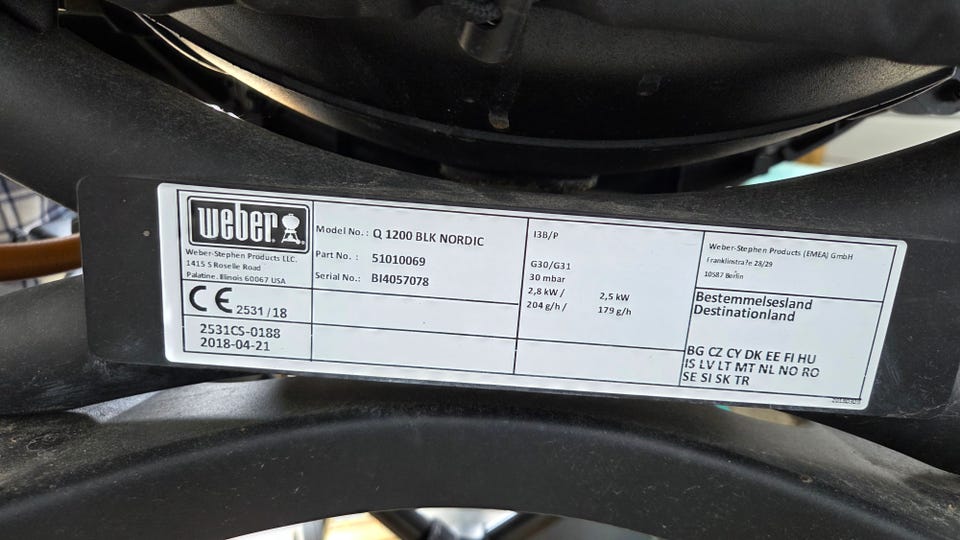 weber
Weber-Stephen Products LLC.
1415 S Roselle Road
Palatine, Illinois 60067 USA
CE 2531/18
2531CS-0188
2018-04-21
Model No.: Q 1200 BLK NORDIC
Part No. : 51010069
Serial No.: BI4057078
I3B/P
G30/G31
30 mbar
2,8 kW / 2,5 kW
204 g/h / 179 g/h
Weber-Stephen Products (EMEA) GmbH
Franklinstra?e 28/29
10587 Berlin
Bestemmelsesland
Destinationland
BG CZ CY DK EE FI HU
IS LV LT MT NL NO RO
SE SI SK TR